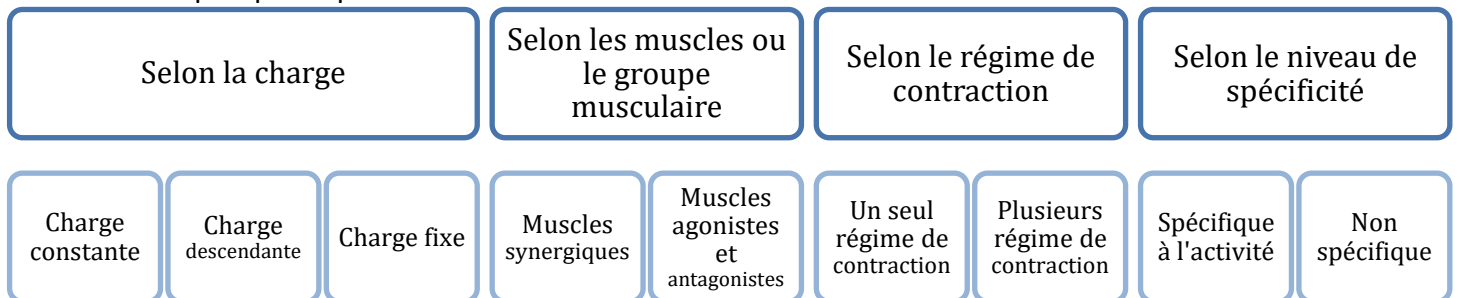 Selon la charge
Selon les muscles ou
le groupe
musculaire
Selon le régime de
contraction
Selon le niveau de
spécificité
Charge
constante
Charge
descendante
Charge fixe
Muscles
synergiques
Muscles
agonistes
et
antagonistes
Un seul
régime de
contraction
Plusieurs
régime de
contraction
Spécifique
à l'activité
Non
spécifique